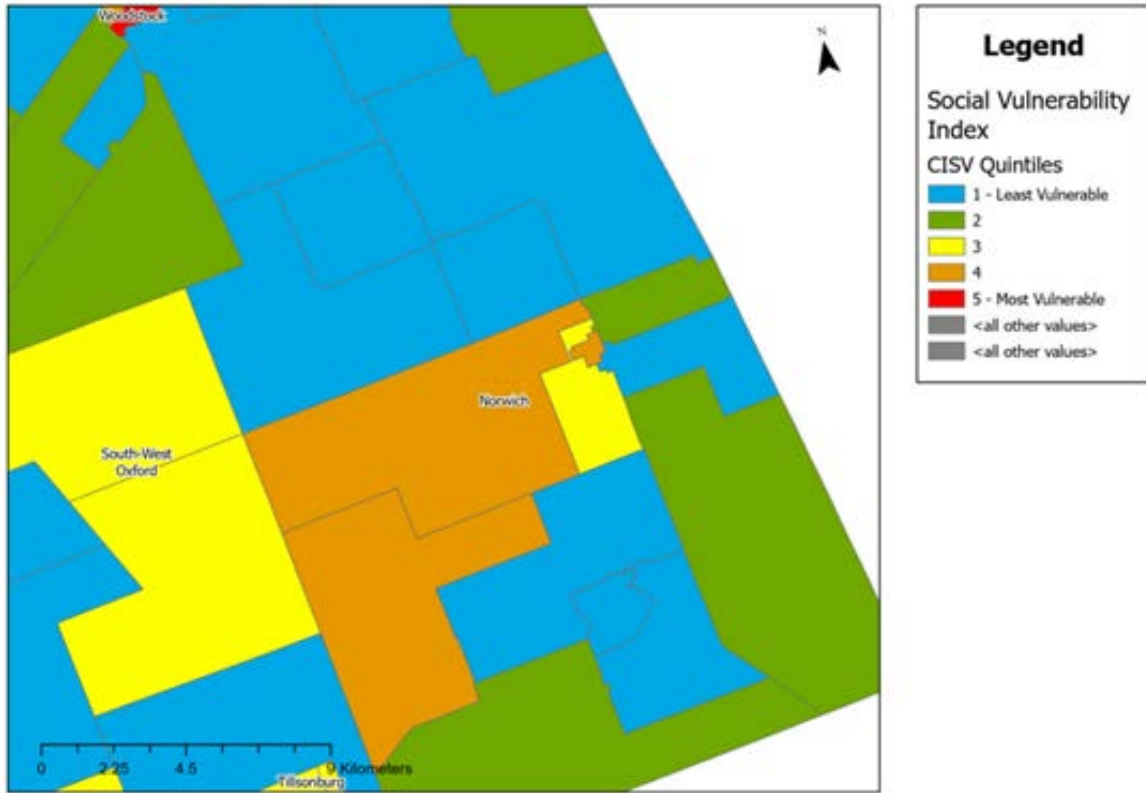 Woodstock
N
South-West
Oxford
Norwich
0 2.25 4.5 9 Kilometers
Tillsonburg
Legend
Social Vulnerability
Index
CISV Quintiles
1 - Least Vulnerable
2
3
4
5 - Most Vulnerable
<all other values>
<all other values>